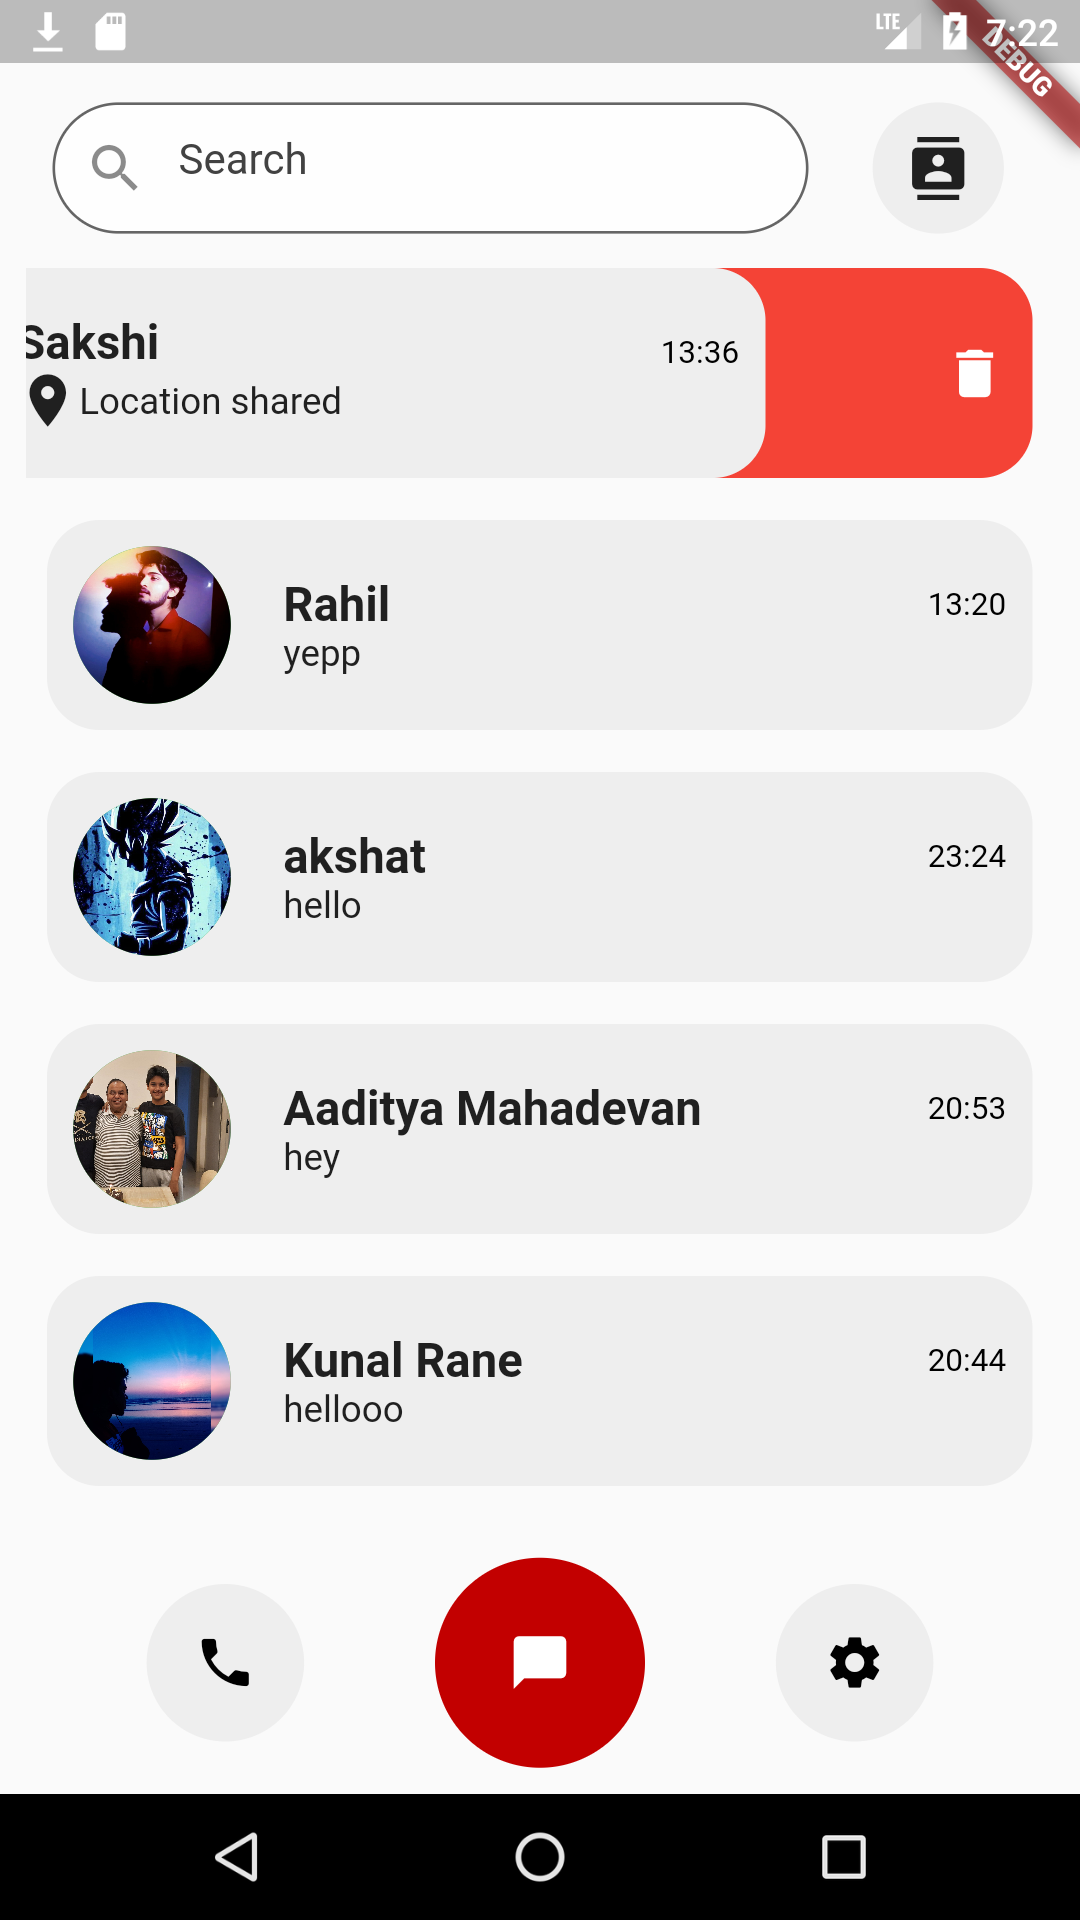 LTE
7:22
DEBUG
Search
Sakshi
13:36
Location shared
Rahil
13:20
yepp
akshat
23:24
hello
Aaditya Mahadevan
20:53
hey
Kunal Rane
20:44
hellooo